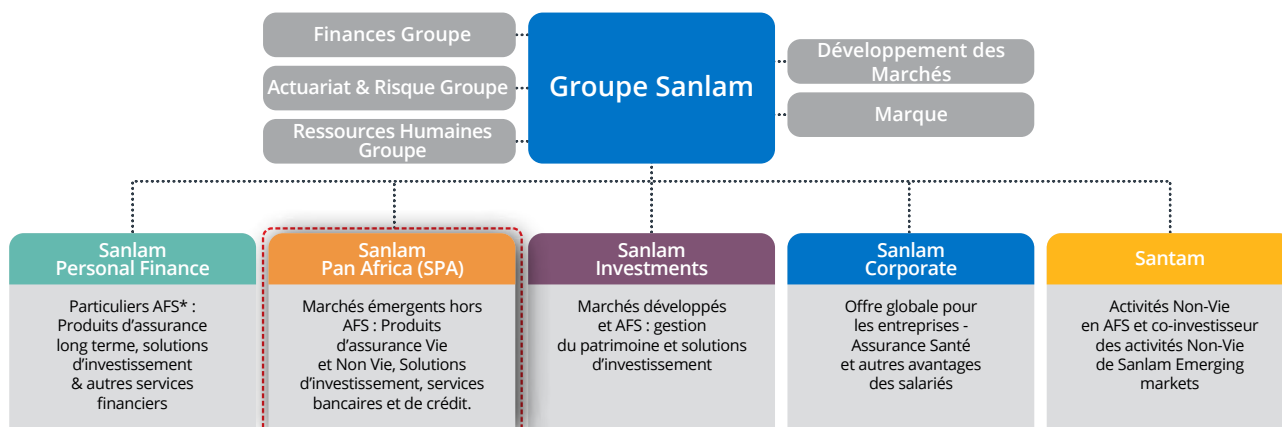 Finances Groupe
Actuariat & Risque Groupe
Ressources Humaines
Groupe
Groupe Sanlam
Développement des
Marchés
Marque
Sanlam
Personal Finance
Particuliers AFS* :
Produits d’assurance
long terme, solutions
d’investissement
& autres services
financiers
Sanlam
Pan Africa (SPA)
Marchés émergents hors
AFS : Produits
d’assurance Vie
et Non Vie, Solutions
d’investissement, services
bancaires et de crédit.
Sanlam
Investments
Marchés développés
et AFS : gestion
du patrimoine et solutions
d’investissement
Sanlam
Corporate
Offre globale pour
les entreprises -
Assurance Santé
et autres avantages
des salariés
Santam
Activités Non-Vie
en AFS et co-investisseur
des activités Non-Vie
de Sanlam Emerging
markets